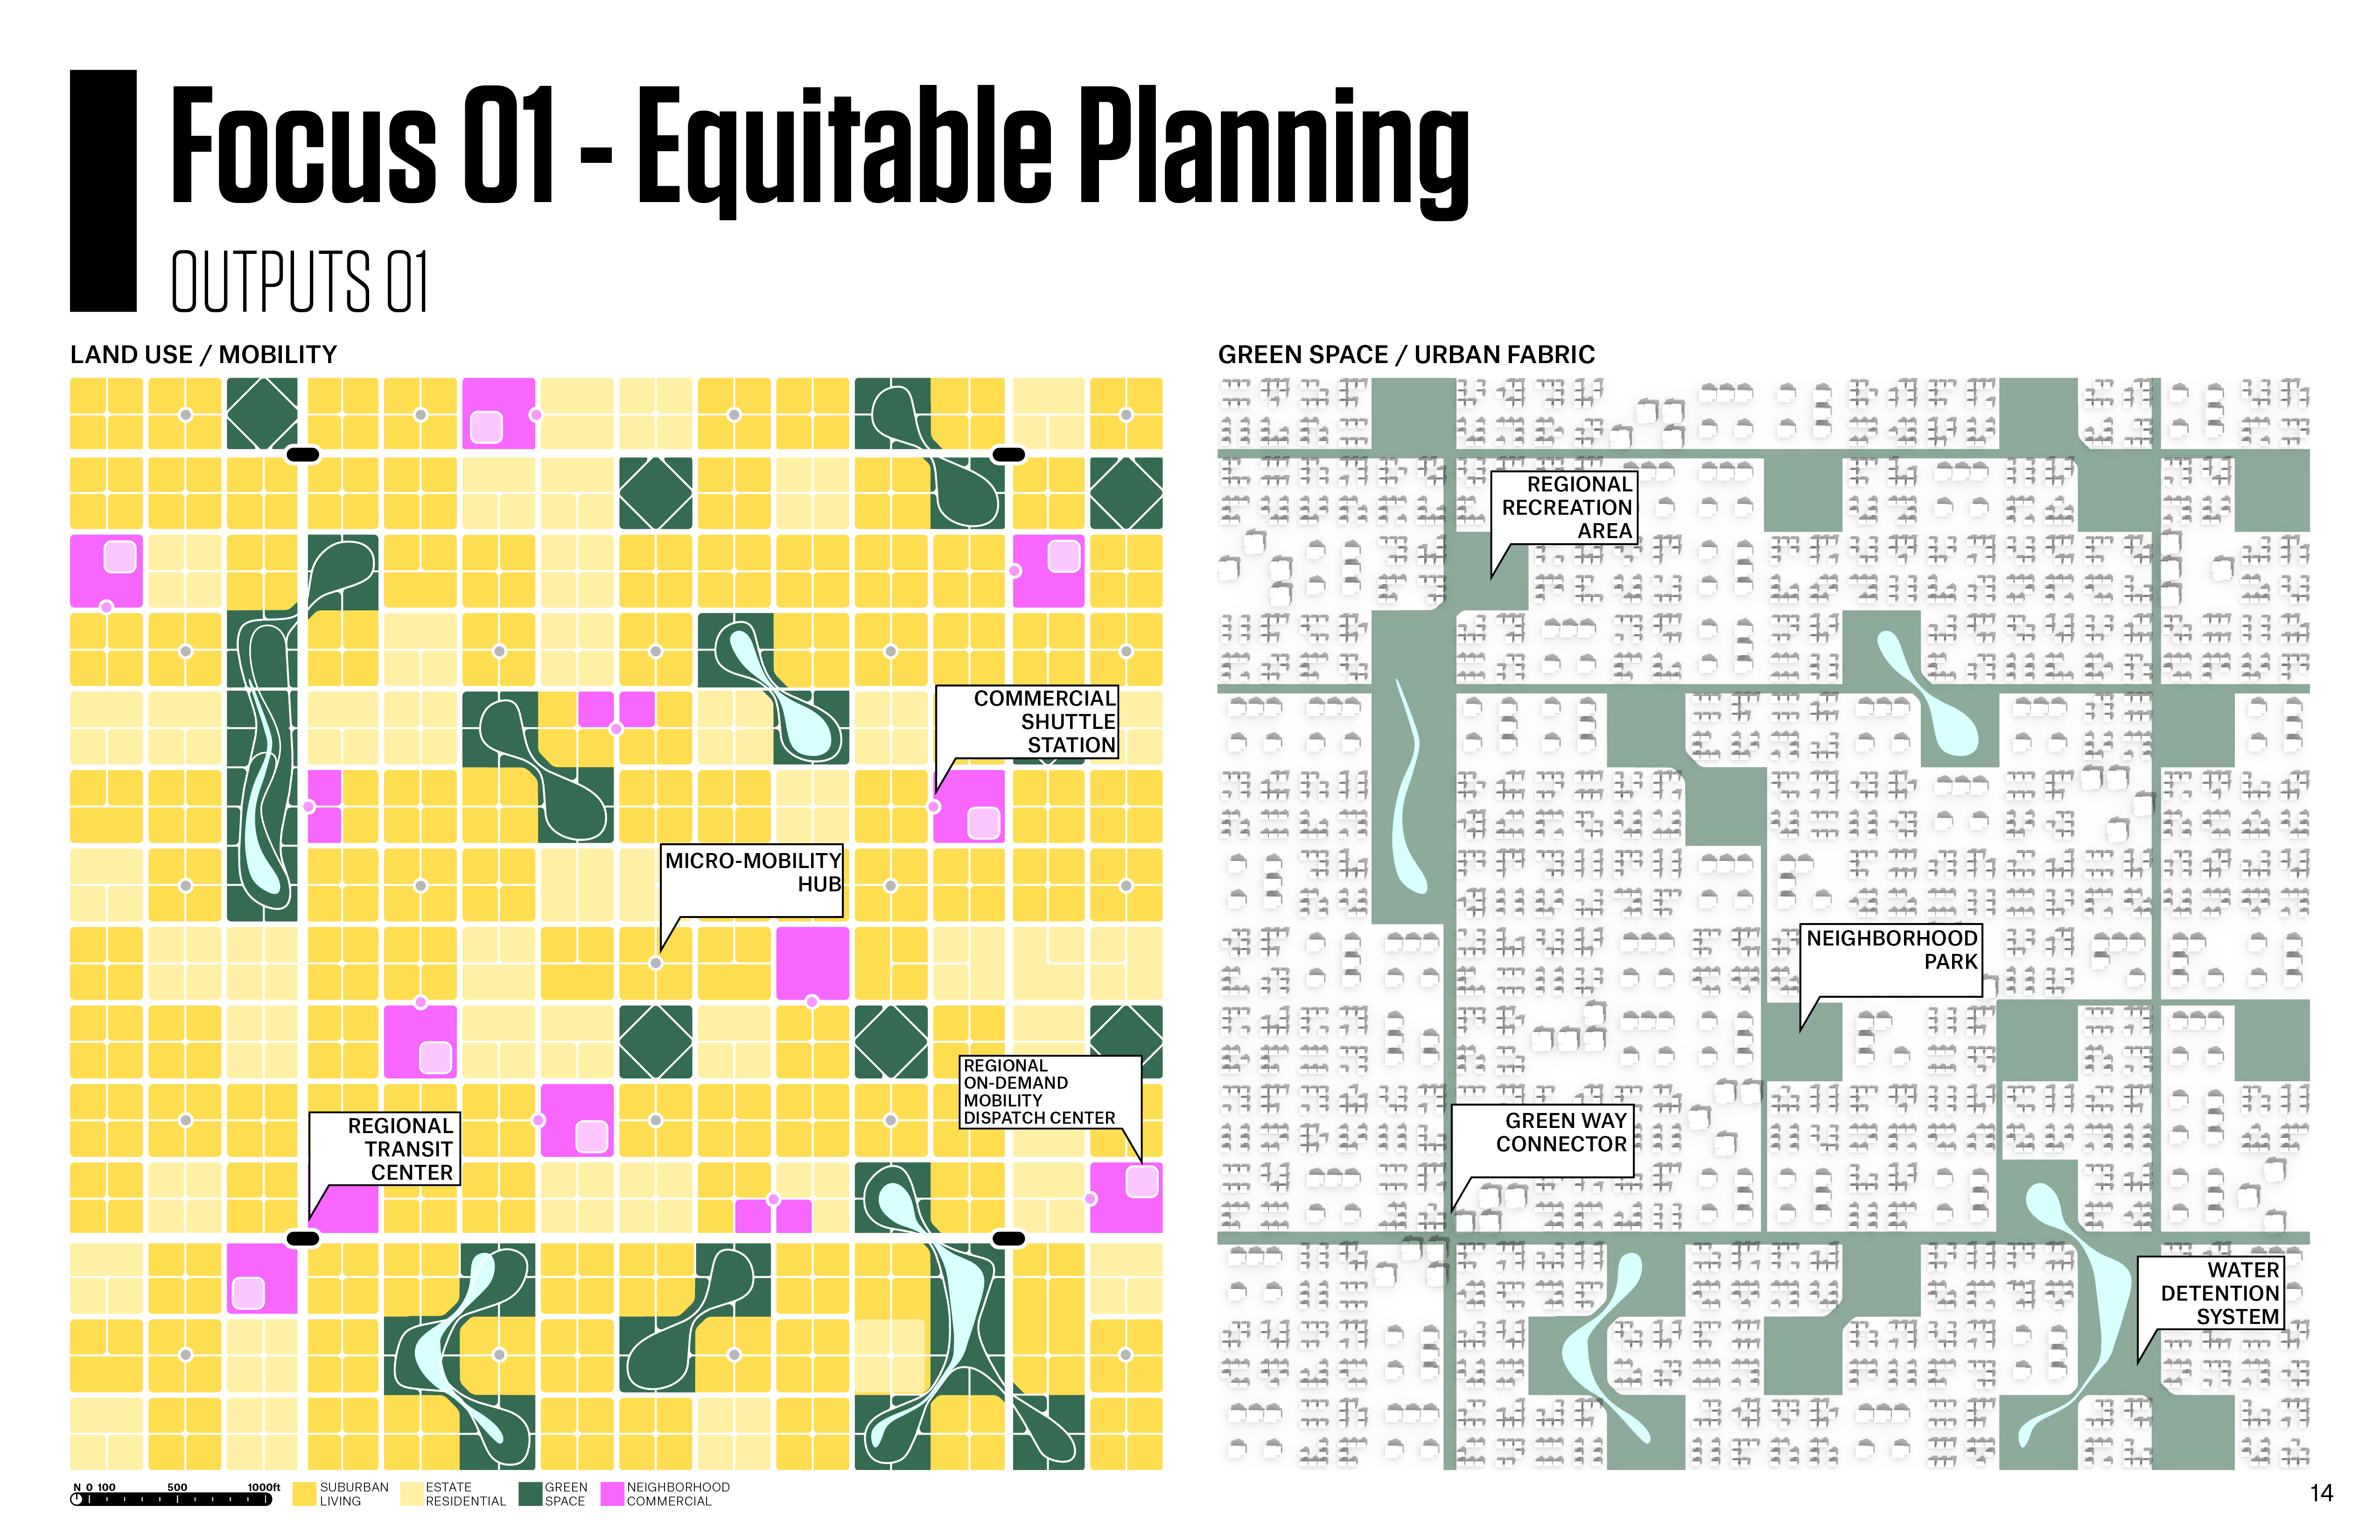 Focus 01 - Equitable Planning
OUTPUTS 01
LAND USE / MOBILITY
COMMERCIAL
SHUTTLE
STATION
MICRO-MOBILITY
HUB
REGIONAL
ON-DEMAND
MOBILITY
DISPATCH CENTER
REGIONAL
TRANSIT
CENTER
N 0 100 500 1000ft
SUBURBAN
LIVING
ESTATE
RESIDENTIAL
GREEN
SPACE
NEIGHBORHOOD
COMMERCIAL
GREEN SPACE / URBAN FABRIC
REGIONAL
RECREATION
AREA
NEIGHBORHOOD
PARK
GREEN WAY
CONNECTOR
WATER
DETENTION
SYSTEM
14